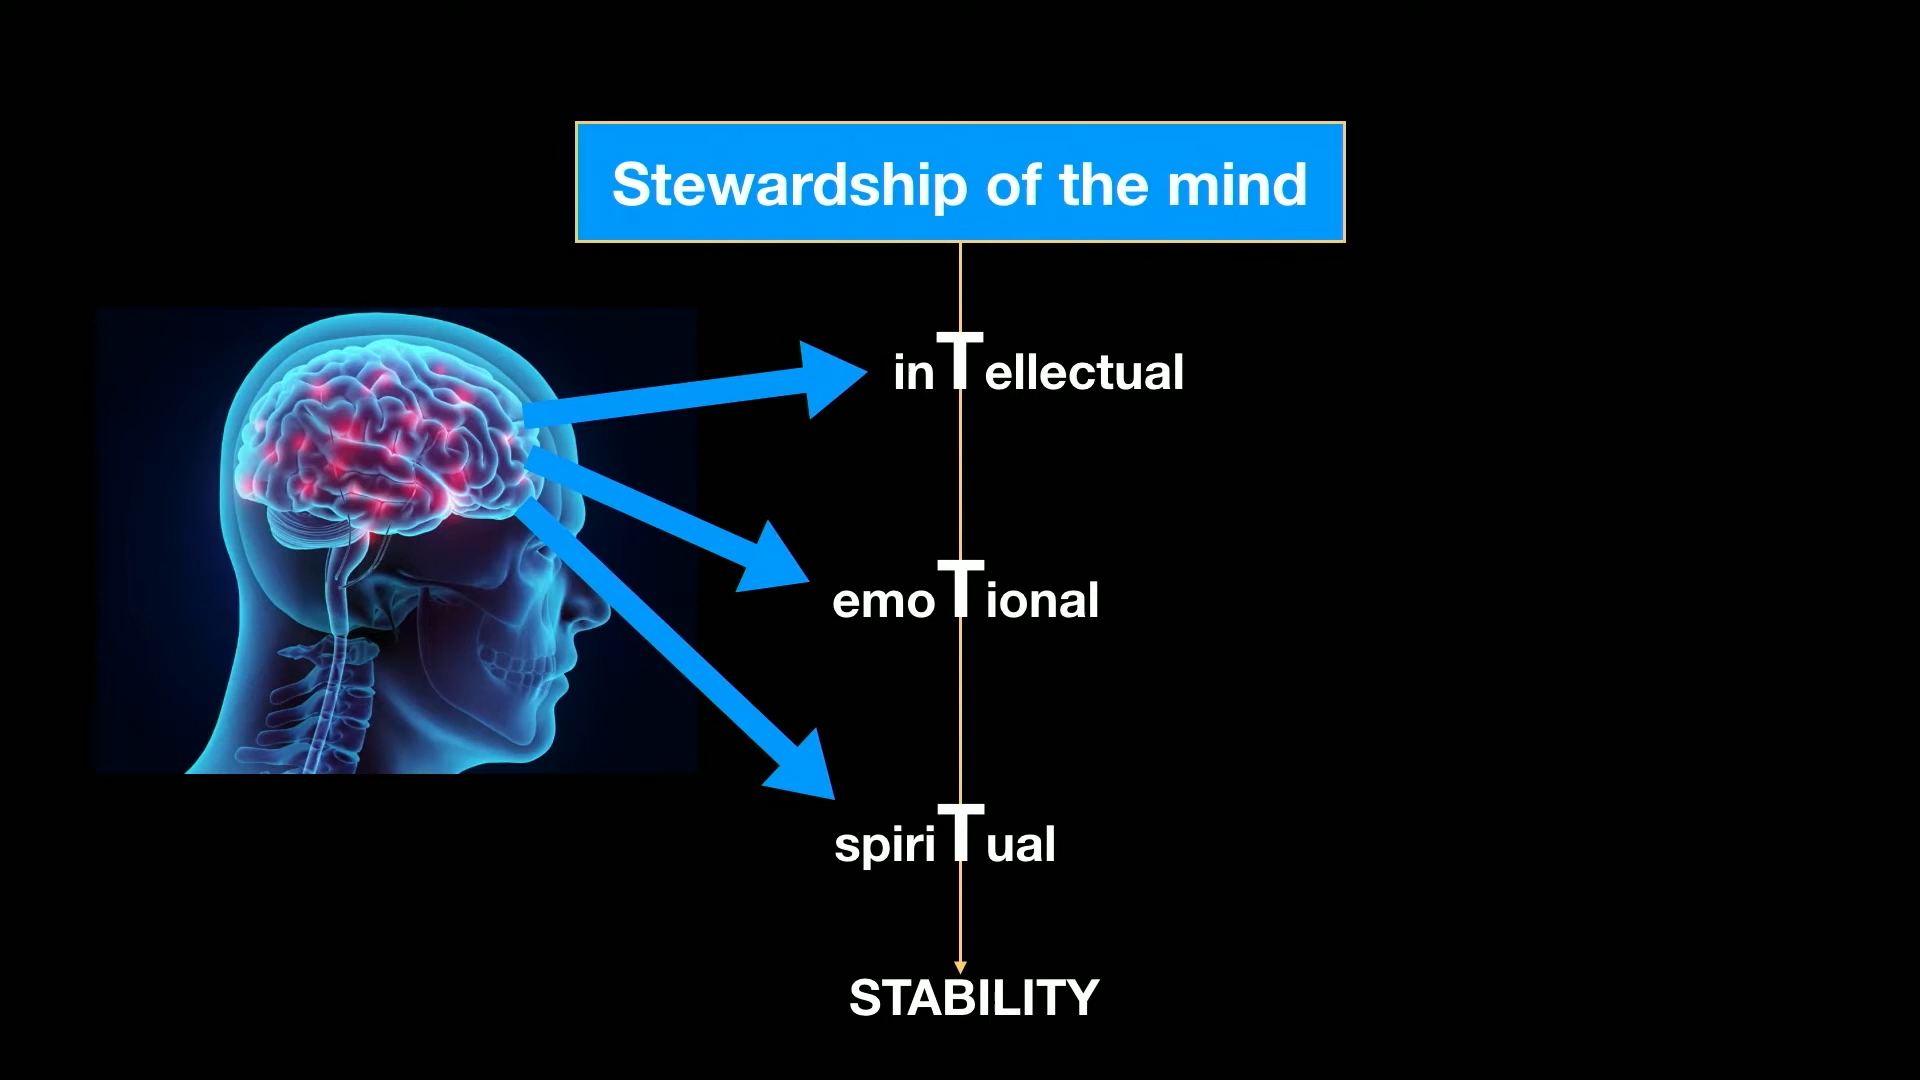 Stewardship of the mind
inTellectual
emoTional
spiriTual
STABILITY